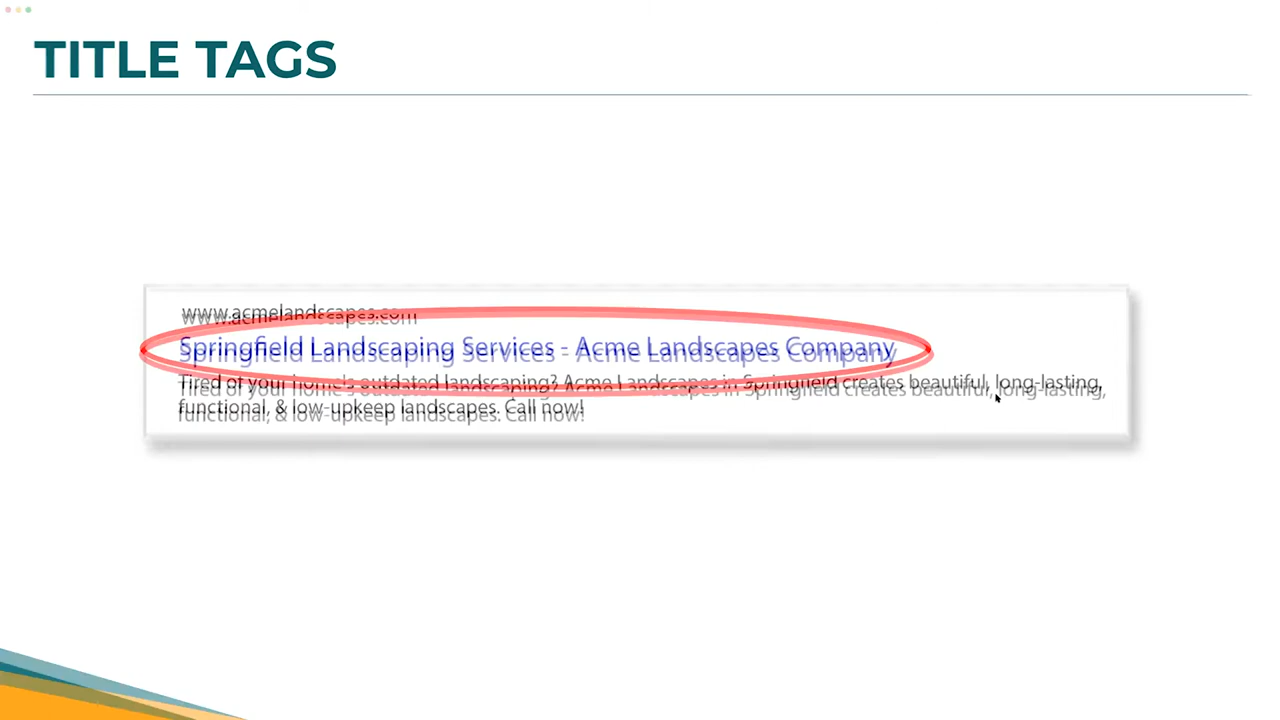 TITLE TAGS
www.acmelandscapes.com
Springfield Landscaping Services - Acme Landscapes Company
Tired of your home's outdated landscaping? Acme Landscapes in Springfield creates beautiful, long-lasting,
functional, & low-upkeep landscapes. Call now!